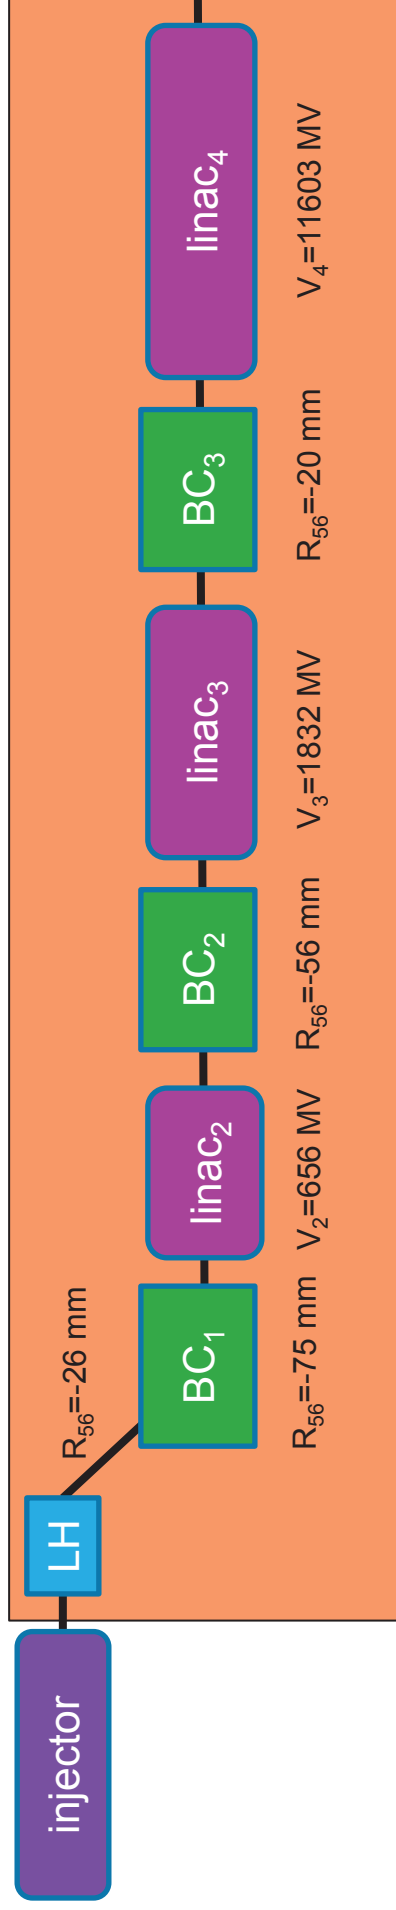 injector
LH
R₅₆=-26 mm
BC₁
R₅₆=-75 mm
linac₂
V₂=656 MV
BC₂
R₅₆=-56 mm
linac₃
V₃=1832 MV
BC₃
R₅₆=-20 mm
linac₄
V₄=11603 MV